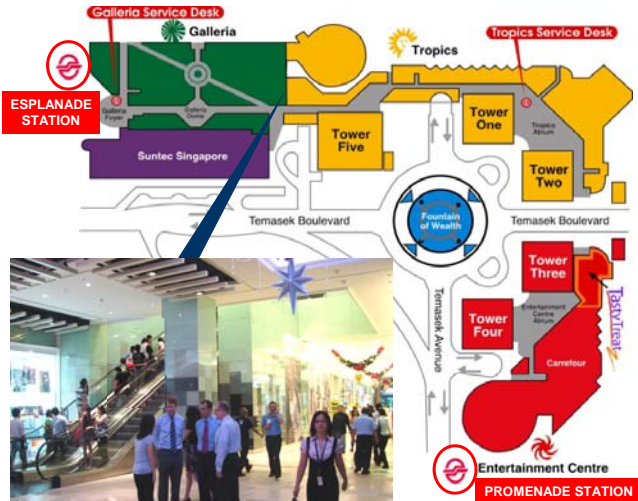 Galleria Service Desk
Galleria
Tropics
Tropics Service Desk
ESPLANADE
STATION
Galleria
Foyer
Galleria
Dome
Suntec Singapore
Tower
Five
Tower
One
Tropics
Atrium
Tower
Two
Temasek Boulevard
Fountain
of Wealth
Temasek Boulevard
Tower
Three
Entertainment
Centre
Atrium
TastyTreatz
Temasek Avenue
Tower
Four
Carrefour
Entertainment Centre
PROMENADE STATION